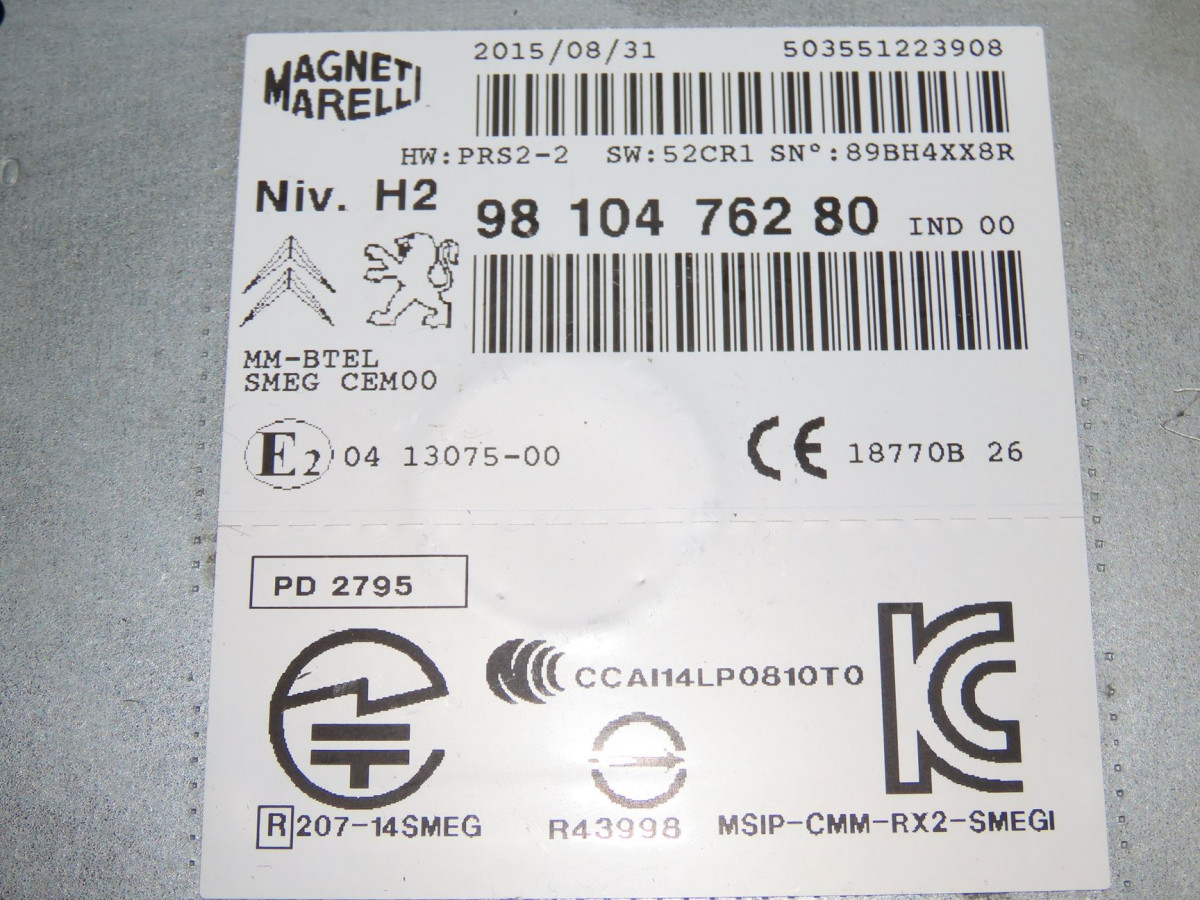 MAGNETI
MARELLI
2015/08/31 503551223908
HW:PRS2-2 SW:52CR1 SN°:89BH4XX8R
Niv. H2
98 104 762 80 IND 00
MM-BTEL
SMEG CEM00
E2 04 13075-00
CE 18770B 26
PD 2795
CCAI14LP0810T0
R 207-14SMEG
R43998
KC
MSIP-CMM-RX2-SMEGI